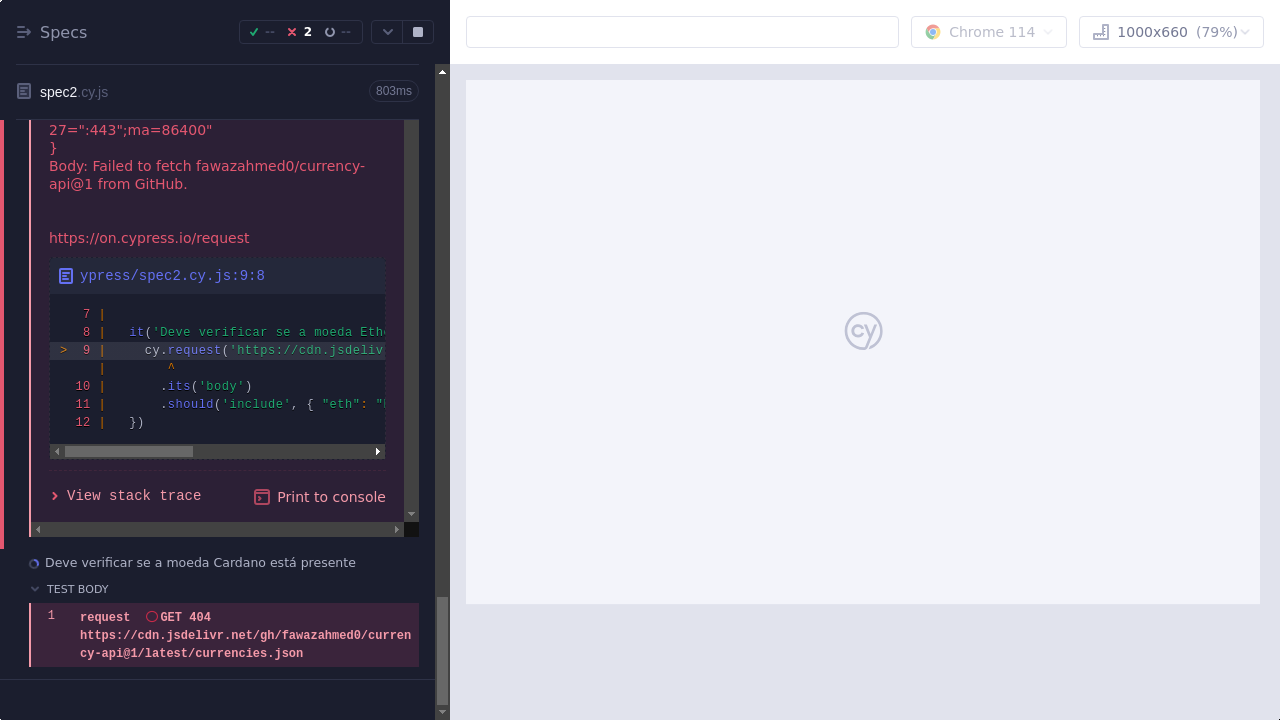 Specs
-- 2 --
Chrome 114
1000x660 (79%)
spec2.cy.js
803ms
27=":443";ma=86400"
}
Body: Failed to fetch fawazahmed0/currency-
api@1 from GitHub.
https://on.cypress.io/request
ypress/spec2.cy.js:9:8
7 |
8 | it('Deve verificar se a moeda Eth
> 9 | cy.request('https://cdn.jsdeliv
| ^
10 | .its('body')
11 | .should('include', { "eth": "
12 | })
View stack trace
Print to console
Deve verificar se a moeda Cardano está presente
TEST BODY
1 request GET 404
https://cdn.jsdelivr.net/gh/fawazahmed0/curren
cy-api@1/latest/currencies.json
cy